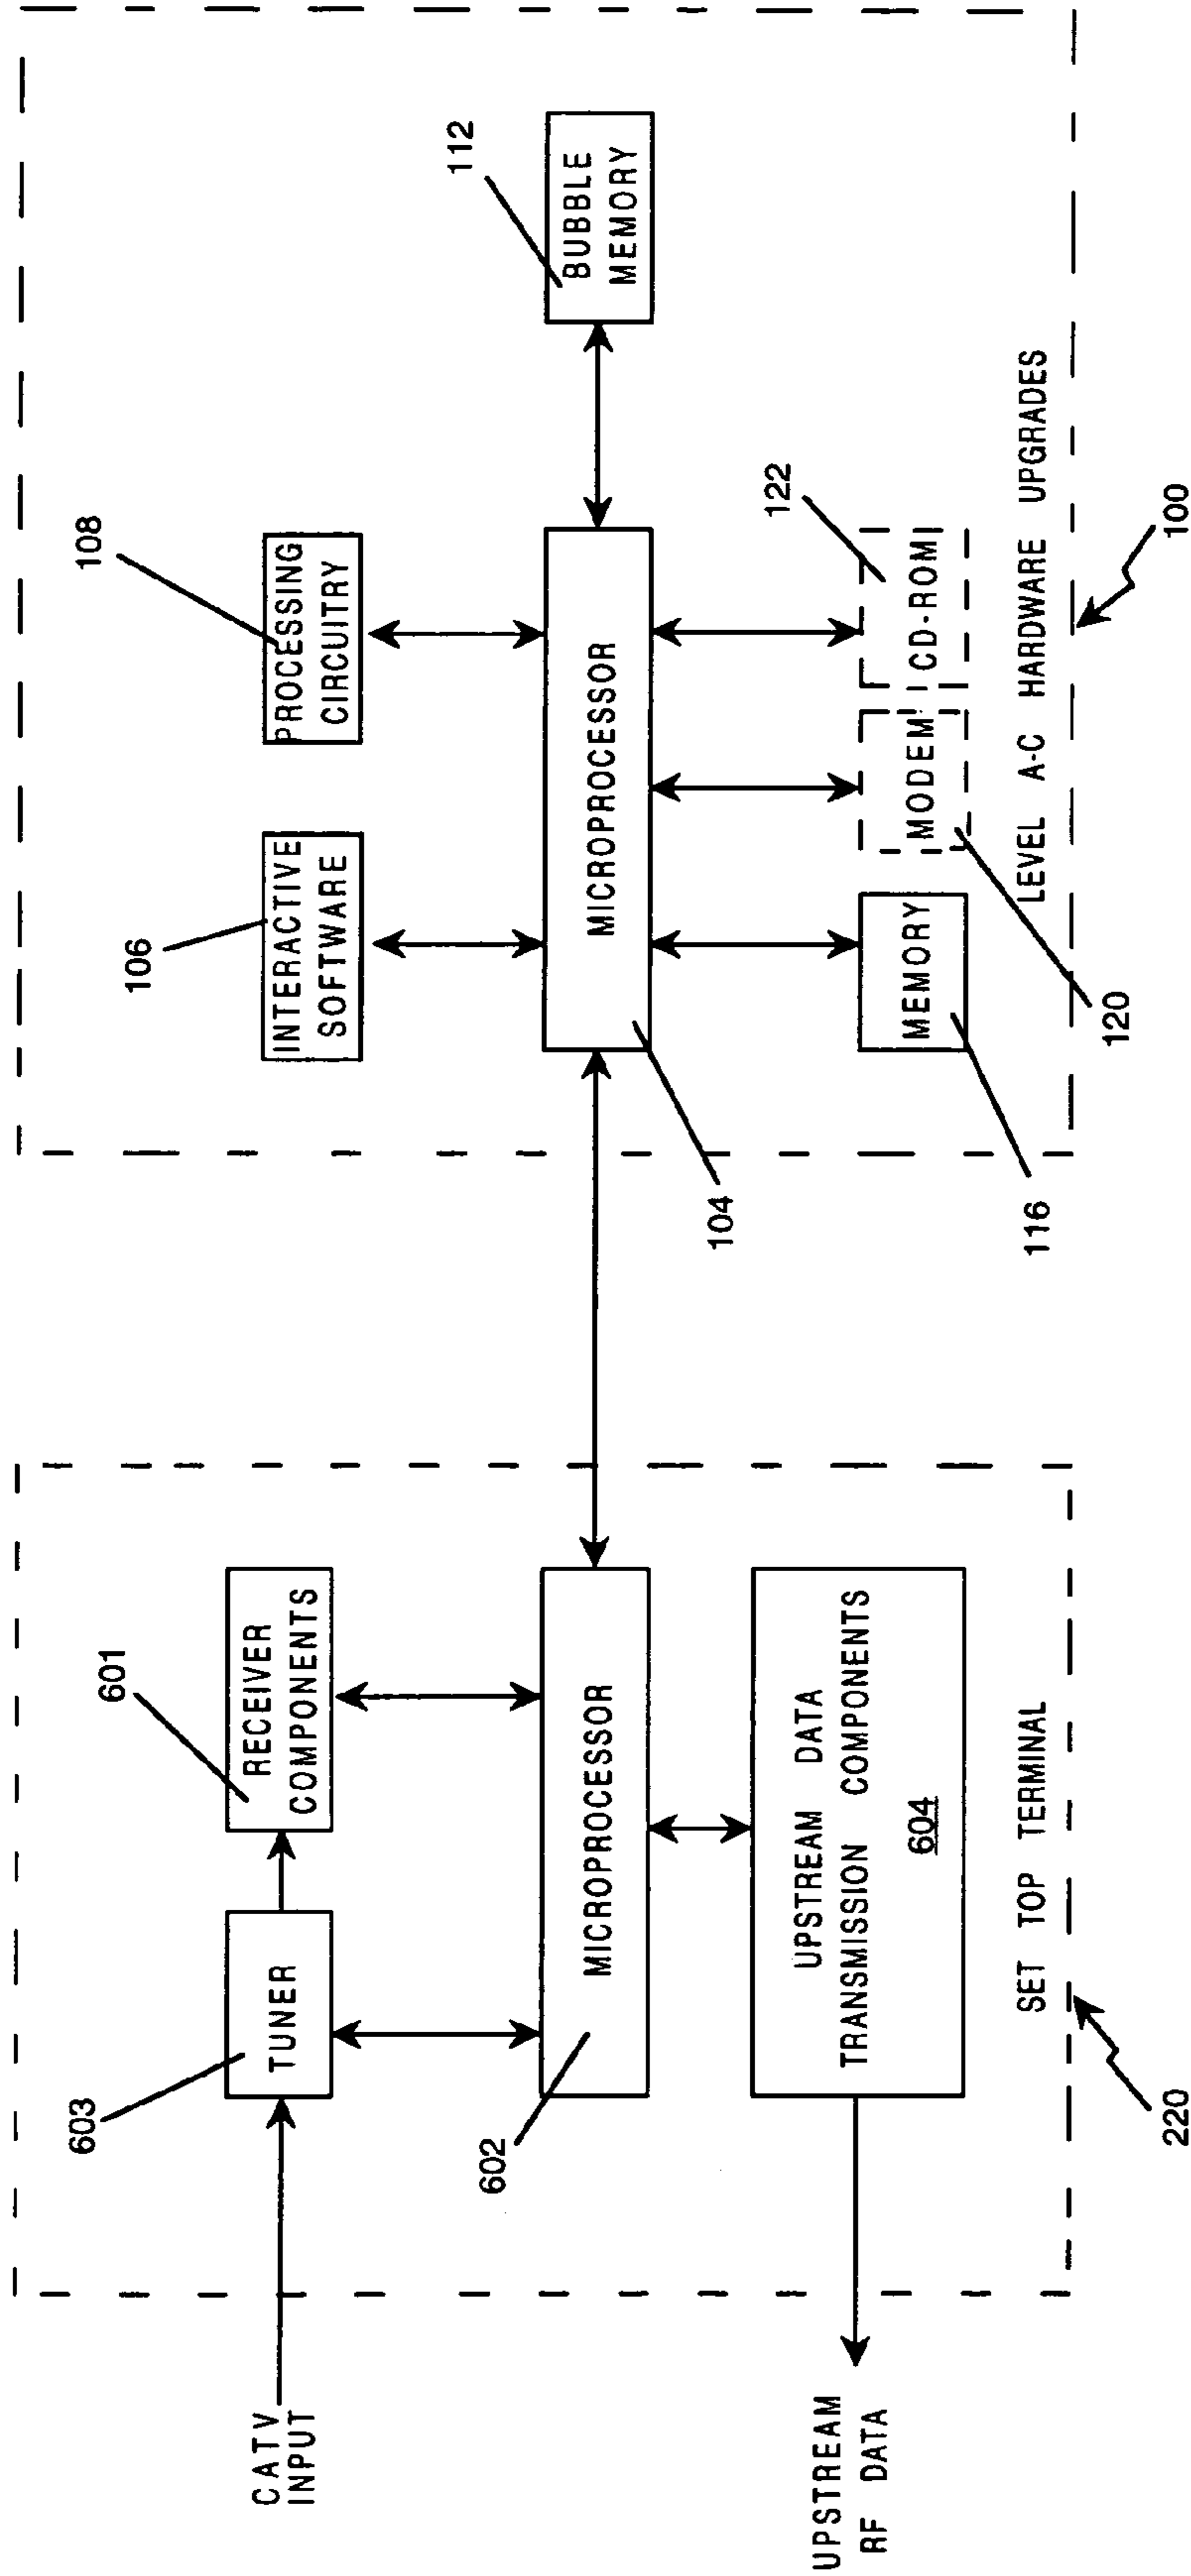 CATV
INPUT
603
TUNER
601
RECEIVER
COMPONENTS
602
MICROPROCESSOR
UPSTREAM DATA
TRANSMISSION COMPONENTS
604
UPSTREAM
RF DATA
SET TOP TERMINAL
220
106
INTERACTIVE
SOFTWARE
108
PROCESSING
CIRCUITRY
MICROPROCESSOR
104
112
BUBBLE
MEMORY
MEMORY
116
MODEM
120
CD-ROM
122
LEVEL A-C HARDWARE UPGRADES
100